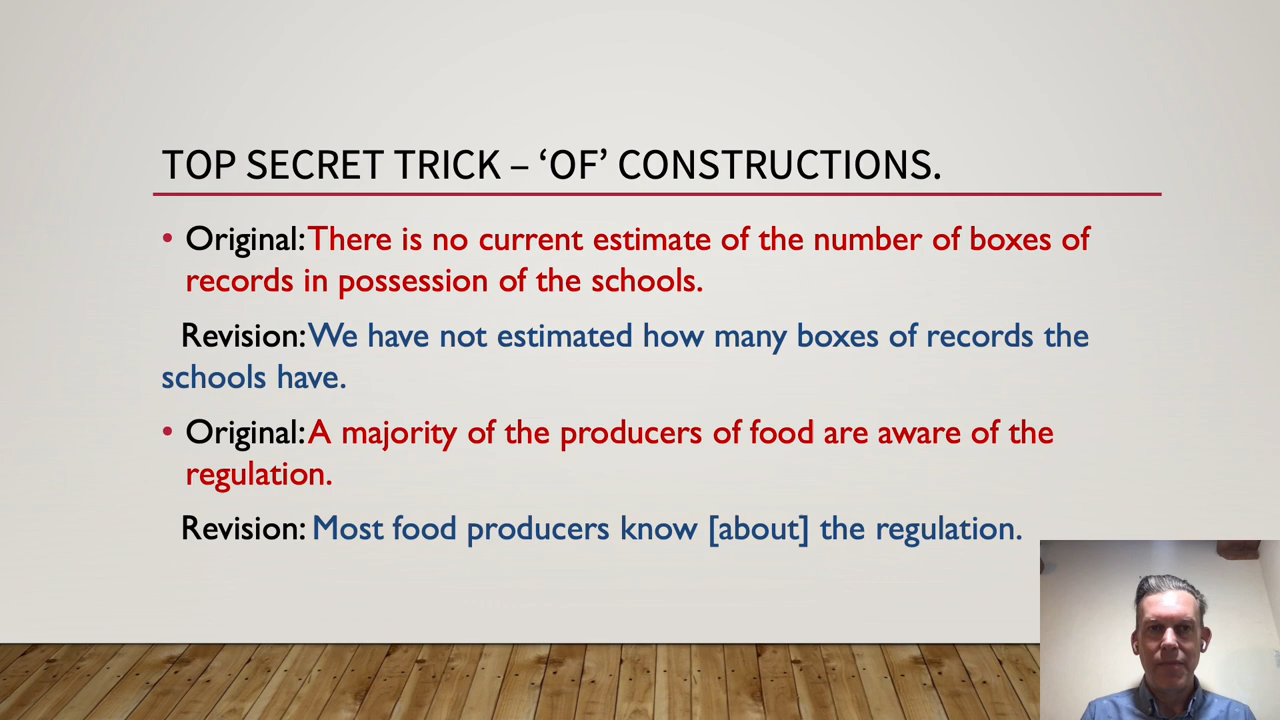 TOP SECRET TRICK – ‘OF’ CONSTRUCTIONS.
• Original: There is no current estimate of the number of boxes of
records in possession of the schools.
Revision: We have not estimated how many boxes of records the
schools have.
• Original: A majority of the producers of food are aware of the
regulation.
Revision: Most food producers know [about] the regulation.